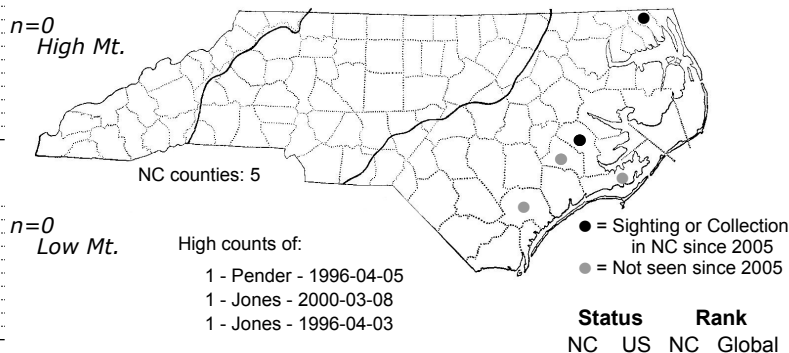 n=0
High Mt.
NC counties: 5
n=0
Low Mt.
High counts of:
1 - Pender - 1996-04-05
1 - Jones - 2000-03-08
1 - Jones - 1996-04-03
= Sighting or Collection
in NC since 2005
= Not seen since 2005
Status Rank
NC US NC Global